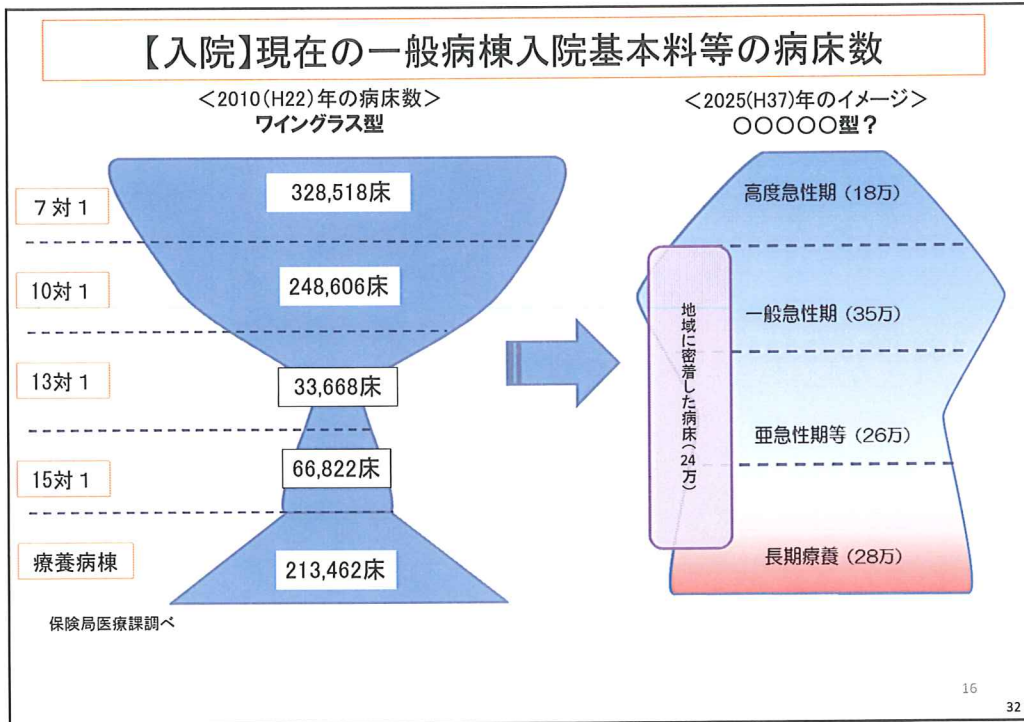 【入院】現在の一般病棟入院基本料等の病床数
<2010(H22)年の病床数>
ワイングラス型
7対1
328,518床
10対1
248,606床
13対1
33,668床
15対1
66,822床
療養病棟
213,462床
保険局医療課調べ
<2025(H37)年のイメージ>
○○○○○型?
高度急性期(18万)
一般急性期(35万)
亜急性期等(26万)
長期療養(28万)
地域に密着した病床(24万)
16
32